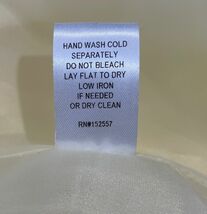 HAND WASH COLD
SEPARATELY
DO NOT BLEACH
LAY FLAT TO DRY
LOW IRON
IF NEEDED
OR DRY CLEAN
RN#152557